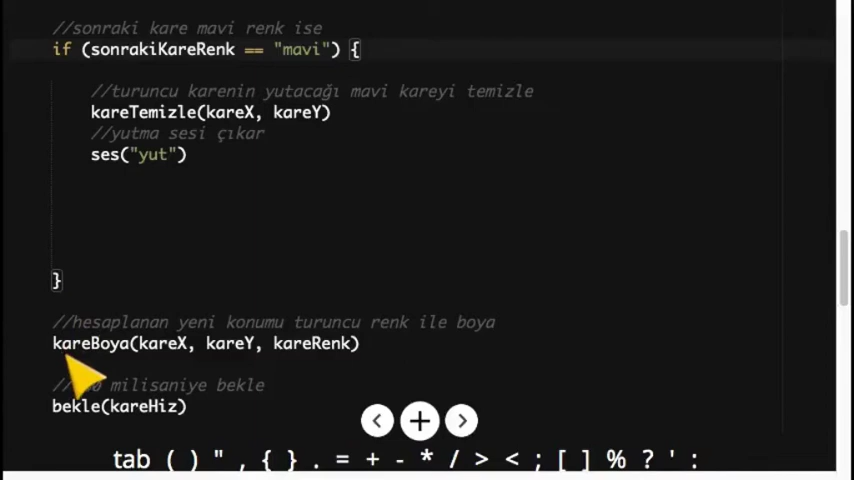 //sonraki kare mavi renk ise
if (sonrakiKareRenk == "mavi") {
//turuncu karenin yutacağı mavi kareyi temizle
kareTemizle(kareX, kareY)
//yutma sesi çıkar
ses("yut")
}
//hesaplanan yeni konumu turuncu renk ile boya
kareBoya(kareX, kareY, kareRenk)
// milisaniye bekle
bekle(kareHiz)
tab ( ) " , { } . = + - * / > < ; [ ] % ? ' :